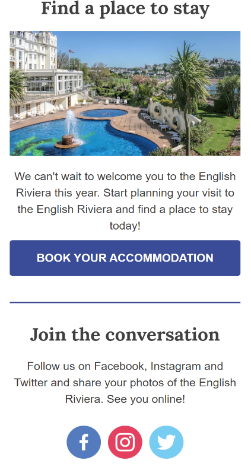 Find a place to stay
We can't wait to welcome you to the English
Riviera this year. Start planning your visit to
the English Riviera and find a place to stay
today!
BOOK YOUR ACCOMMODATION
Join the conversation
Follow us on Facebook, Instagram and
Twitter and share your photos of the English
Riviera. See you online!